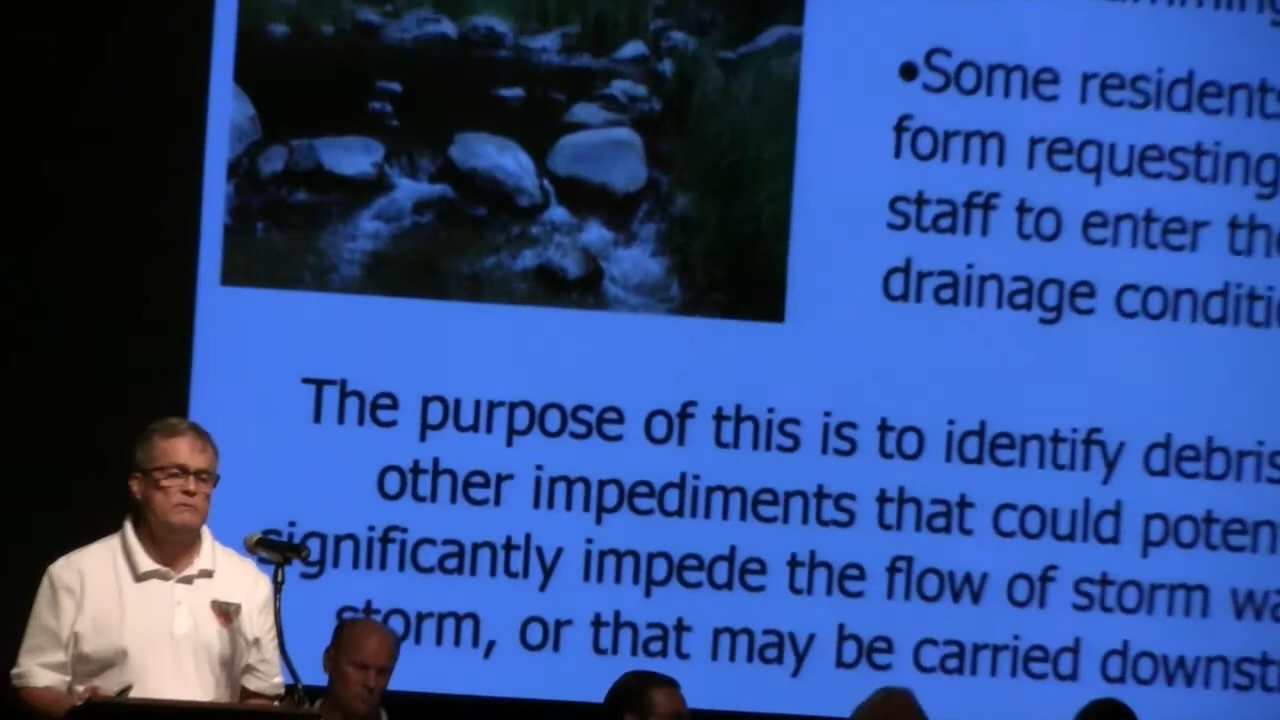 •Some residents
form requesting
staff to enter the
drainage conditi
The purpose of this is to identify debris
other impediments that could poten
significantly impede the flow of storm wa
storm, or that may be carried downst